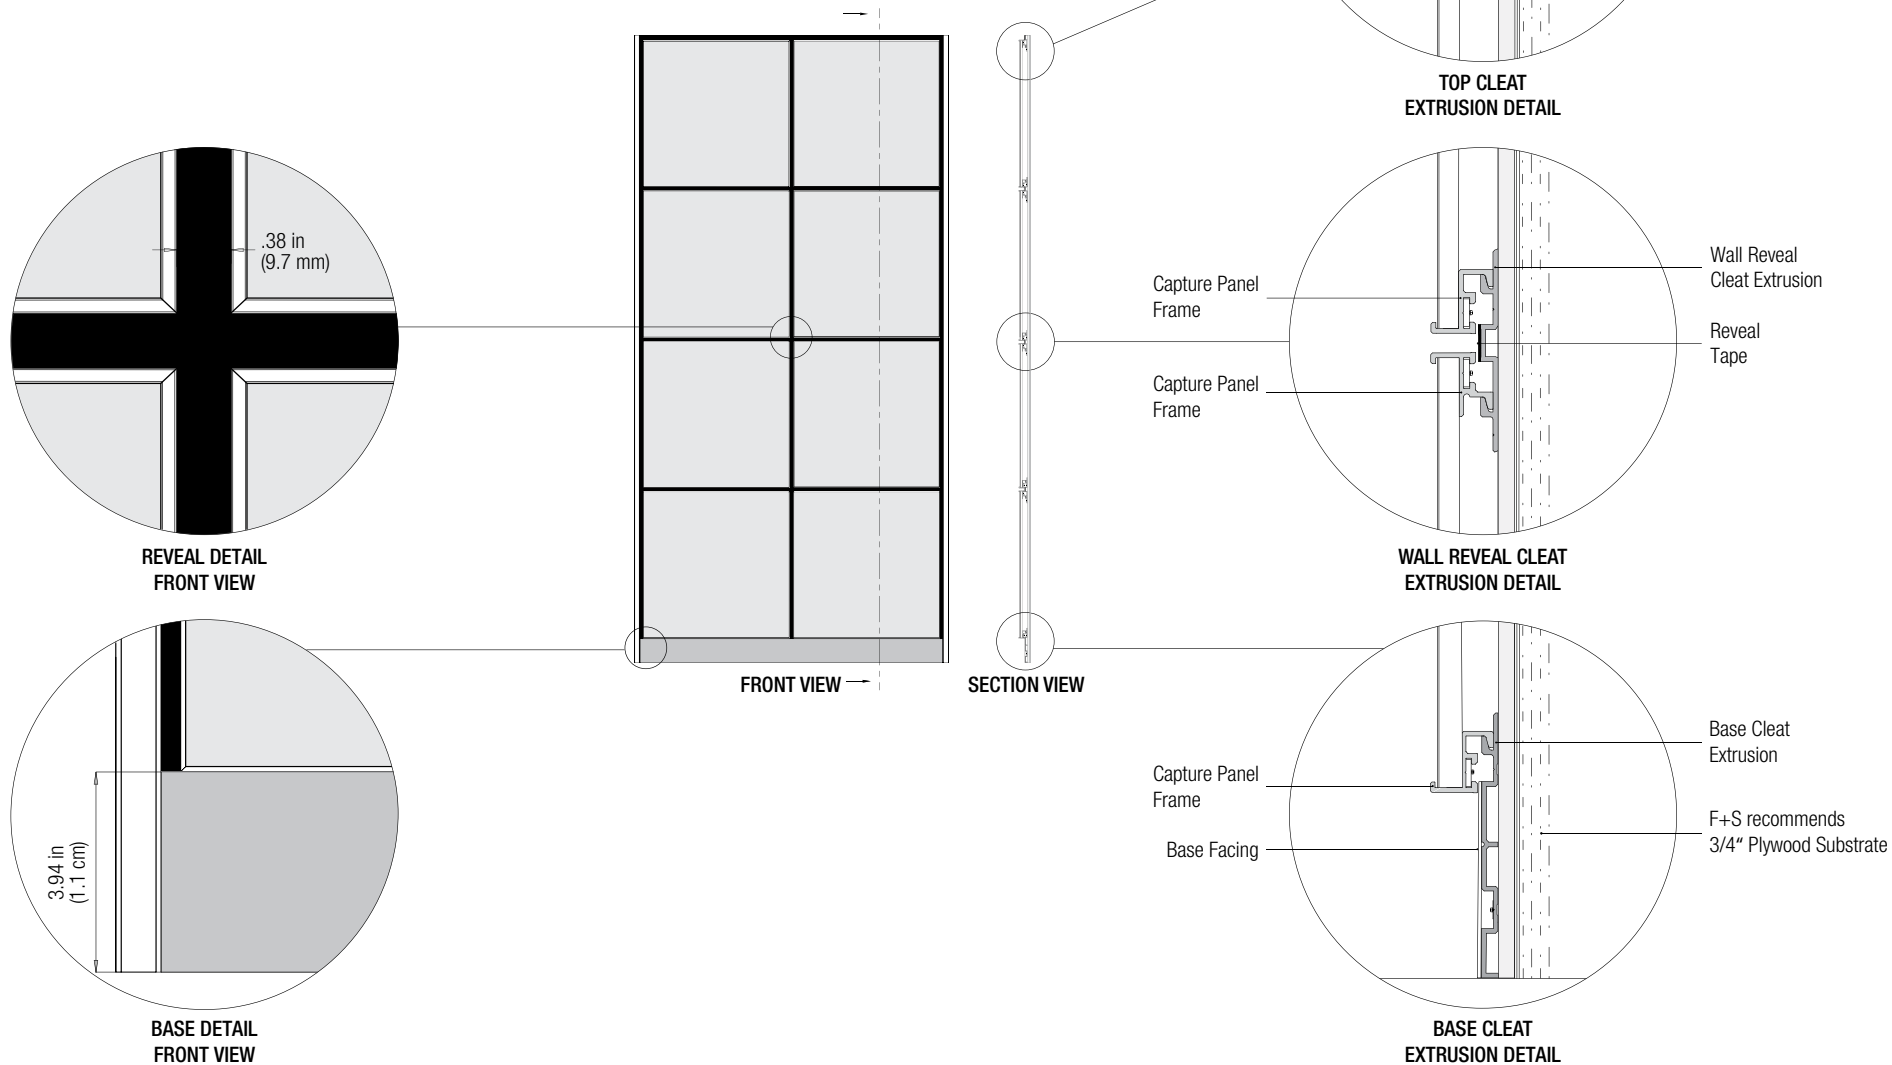 TOP CLEAT
EXTRUSION DETAIL
.38 in
(9.7 mm)
REVEAL DETAIL
FRONT VIEW
Capture Panel
Frame
Capture Panel
Frame
Wall Reveal
Cleat Extrusion
Reveal
Tape
WALL REVEAL CLEAT
EXTRUSION DETAIL
FRONT VIEW
SECTION VIEW
3.94 in
(1.1 cm)
BASE DETAIL
FRONT VIEW
Capture Panel
Frame
Base Facing
Base Cleat
Extrusion
F+S recommends
3/4“ Plywood Substrate
BASE CLEAT
EXTRUSION DETAIL